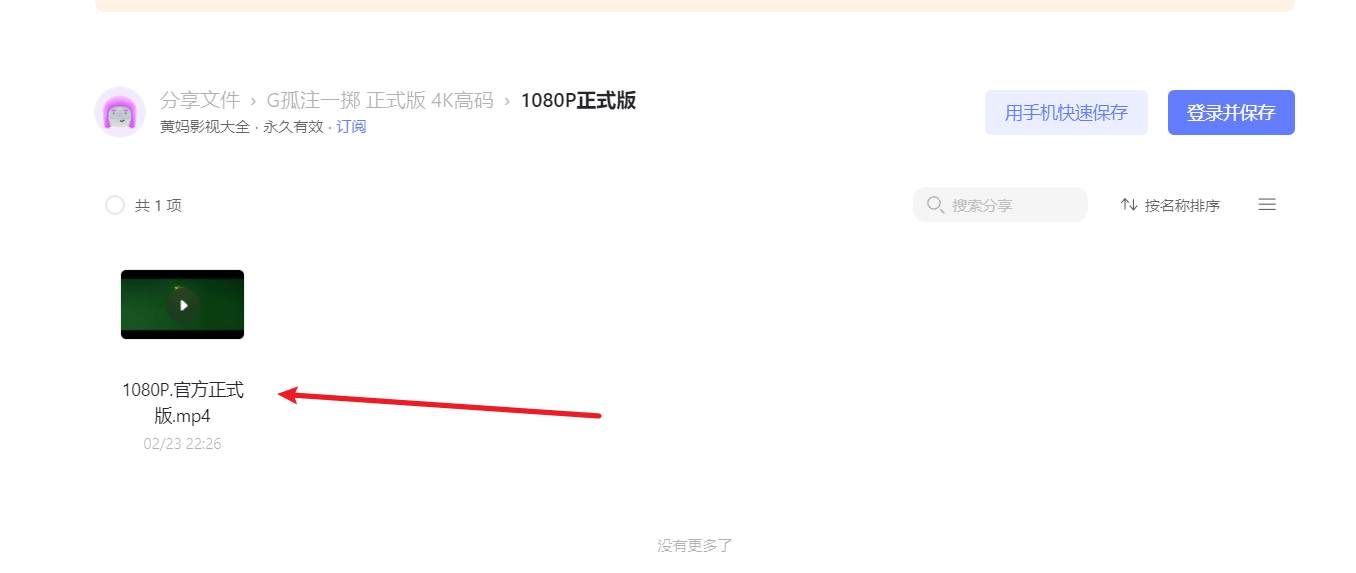 分享文件 › G孤注一掷 正式版 4K高码 › 1080P正式版
黄妈影视大全 · 永久有效 · 订阅
用手机快速保存
登录并保存
共 1 项
搜索分享
按名称排序
1080P.官方正式
版.mp4
02/23 22:26
没有更多了